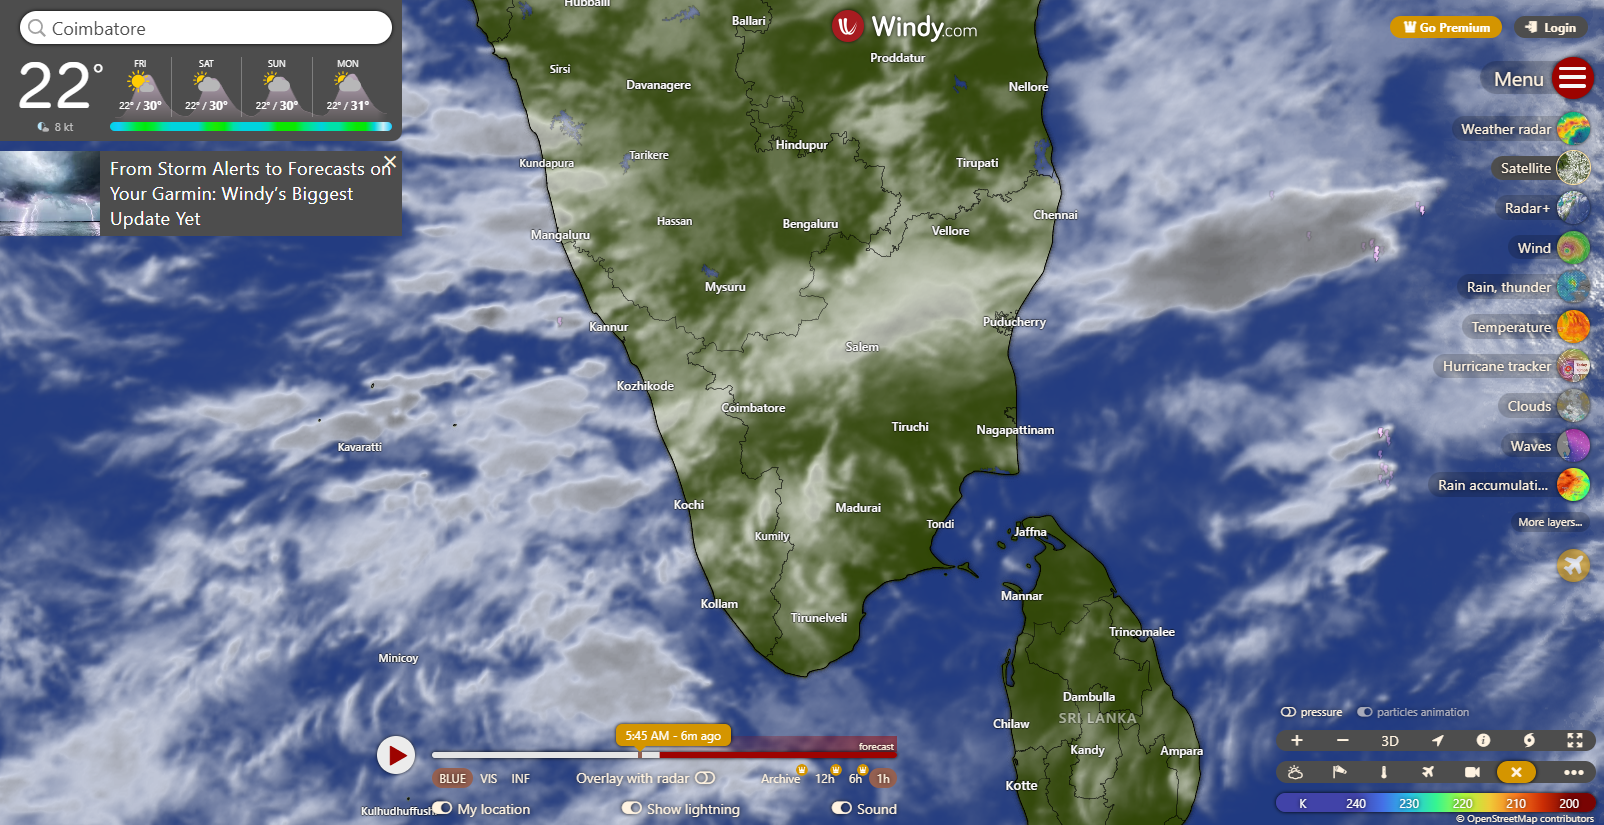 Coimbatore
22°
8 kt
FRI
22° / 30°
SAT
22° / 30°
SUN
22° / 30°
MON
22° / 31°
From Storm Alerts to Forecasts on
Your Garmin: Windy's Biggest
Update Yet
Windy.com
Go Premium
Login
Menu
Weather radar
Satellite
Radar+
Wind
Rain, thunder
Temperature
Hurricane tracker
Clouds
Waves
Rain accumulati...
More layers...
Hubballi
Ballari
Proddatur
Sirsi
Davanagere
Nellore
Hindupur
Kundapura
Tarikere
Tirupati
Hassan
Bengaluru
Chennai
Mangaluru
Vellore
Mysuru
Kannur
Puducherry
Salem
Kozhikode
Coimbatore
Tiruchi
Nagapattinam
Kavaratti
Kochi
Madurai
Tondi
Jaffna
Kumily
Mannar
Kollam
Tirunelveli
Trincomalee
Minicoy
Dambulla
SRI LANKA
Chilaw
Kandy
Ampara
Kotte
Kulhudhuffush
5:45 AM - 6m ago
forecast
BLUE VIS INF
Overlay with radar
Archive 12h 6h 1h
My location
Show lightning
Sound
pressure
particles animation
3D
K 240 230 220 210 200
© OpenStreetMap contributors